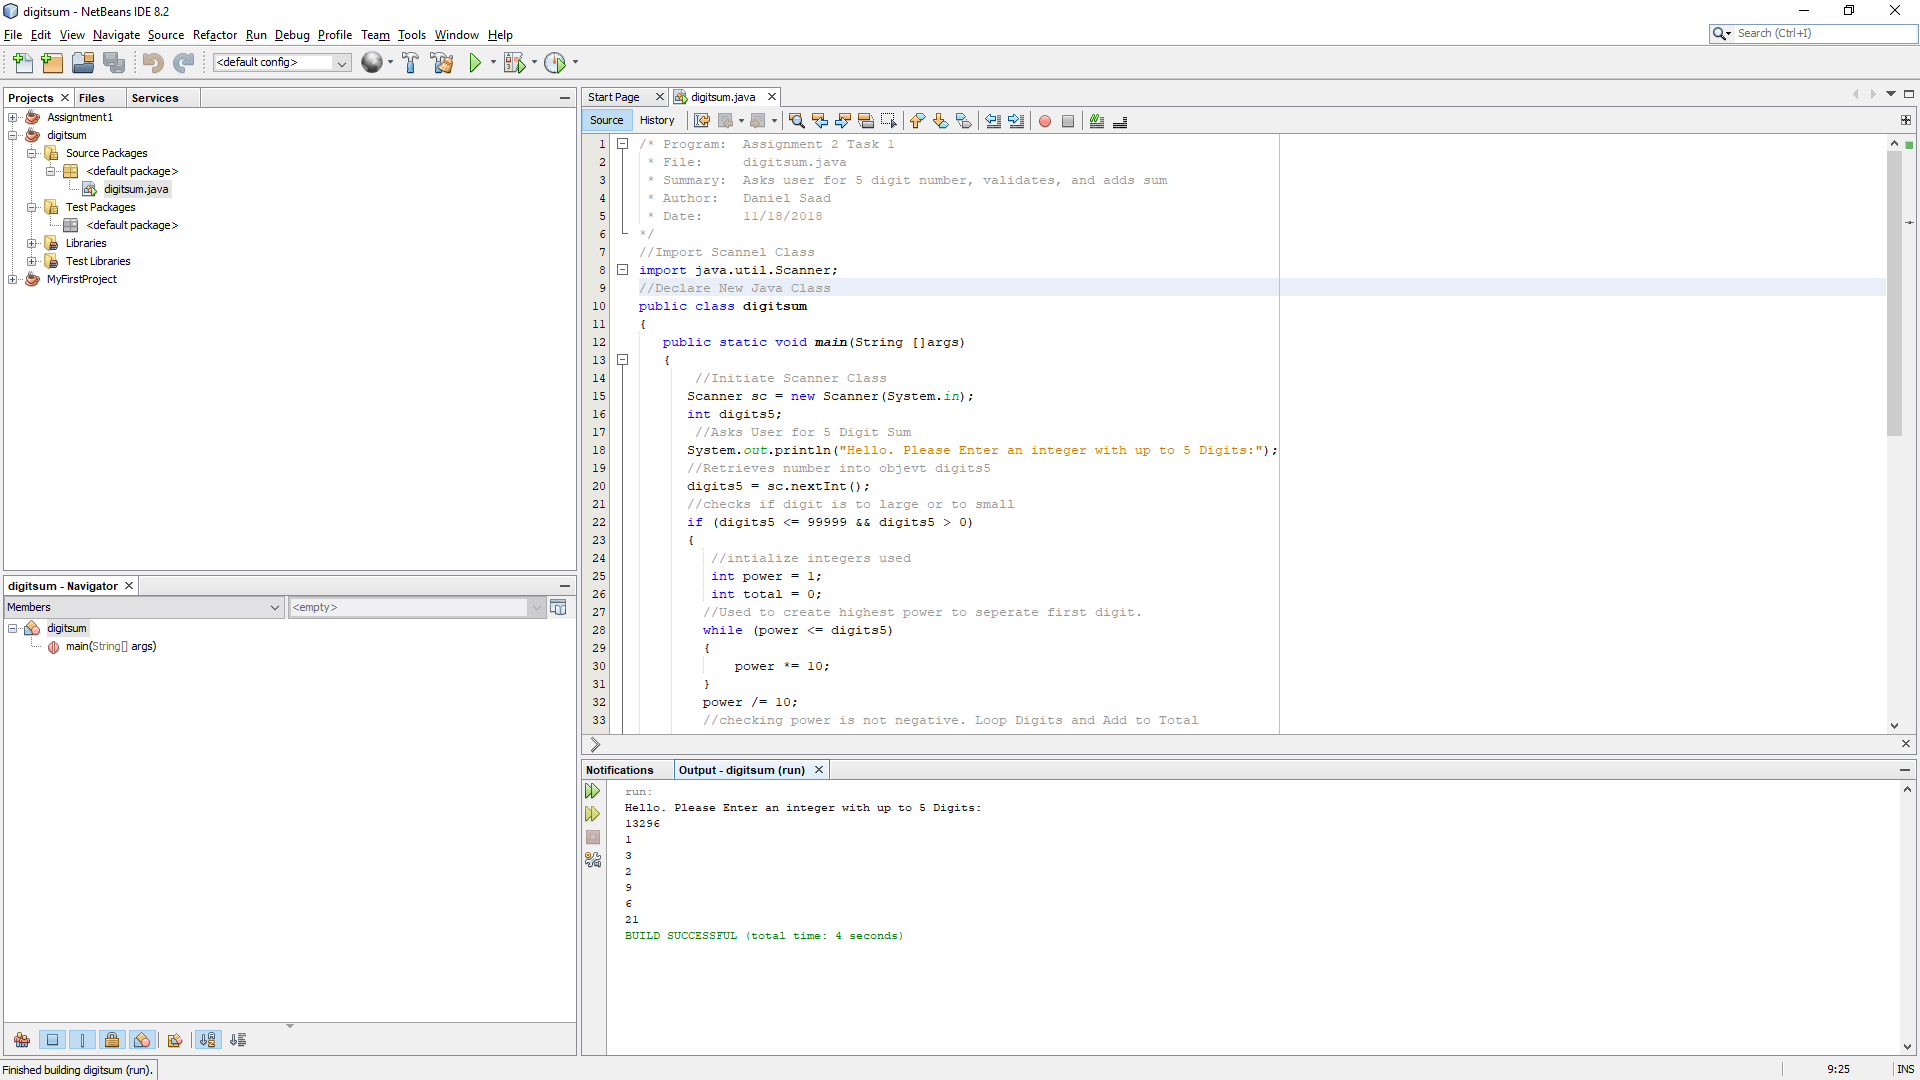 digitsum - NetBeans IDE 8.2
File Edit View Navigate Source Refactor Run Debug Profile Team Tools Window Help
Search (Ctrl+I)
<default config>
Projects Files Services
Assigntment1
digitsum
Source Packages
<default package>
digitsum.java
Test Packages
<default package>
Libraries
Test Libraries
MyFirstProject
digitsum - Navigator
Members <empty>
digitsum
main(String[] args)
Start Page digitsum.java
Source History
1 /* Program:  Assignment 2 Task 1
2  * File:     digitsum.java
3  * Summary:  Asks user for 5 digit number, validates, and adds sum
4  * Author:   Daniel Saad
5  * Date:     11/18/2018
6 */
7 //Import Scannel Class
8 import java.util.Scanner;
9 //Declare New Java Class
10 public class digitsum
11 {
12    public static void main(String []args)
13    {
14        //Initiate Scanner Class
15       Scanner sc = new Scanner(System.in);
16       int digits5;
17        //Asks User for 5 Digit Sum
18       System.out.println("Hello. Please Enter an integer with up to 5 Digits:");
19       //Retrieves number into objevt digits5
20       digits5 = sc.nextInt();
21       //checks if digit is to large or to small
22       if (digits5 <= 99999 && digits5 > 0)
23       {
24          //intialize integers used
25          int power = 1;
26          int total = 0;
27         //Used to create highest power to seperate first digit.
28         while (power <= digits5)
29         {
30             power *= 10;
31         }
32         power /= 10;
33         //checking power is not negative. Loop Digits and Add to Total
Notifications Output - digitsum (run)
run:
Hello. Please Enter an integer with up to 5 Digits:
13296
1
3
2
9
6
21
BUILD SUCCESSFUL (total time: 4 seconds)
Finished building digitsum (run).
9:25 INS